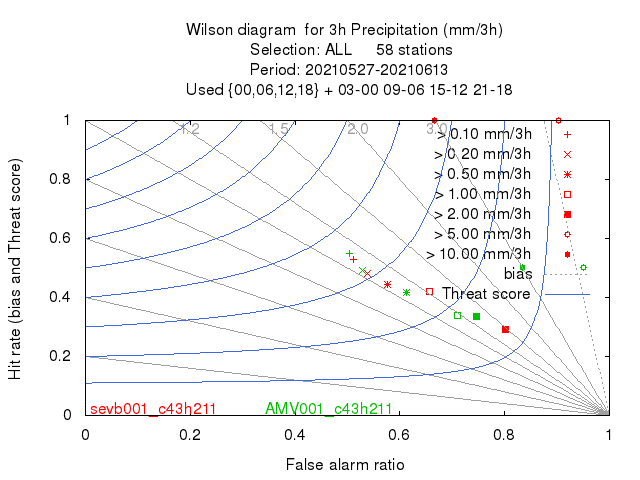 Wilson diagram  for 3h Precipitation (mm/3h)
Selection: ALL     58 stations
Period: 20210527-20210613
Used {00,06,12,18} + 03-00 09-06 15-12 21-18
Hit rate (bias and Threat score)
1
0.8
0.6
0.4
0.2
0
1.2
1.5
2.0
3.0
> 0.10 mm/3h
> 0.20 mm/3h
> 0.50 mm/3h
> 1.00 mm/3h
> 2.00 mm/3h
> 5.00 mm/3h
> 10.00 mm/3h
bias
Threat score
sevb001_c43h211
AMV001_c43h211
0
0.2
0.4
0.6
0.8
1
False alarm ratio